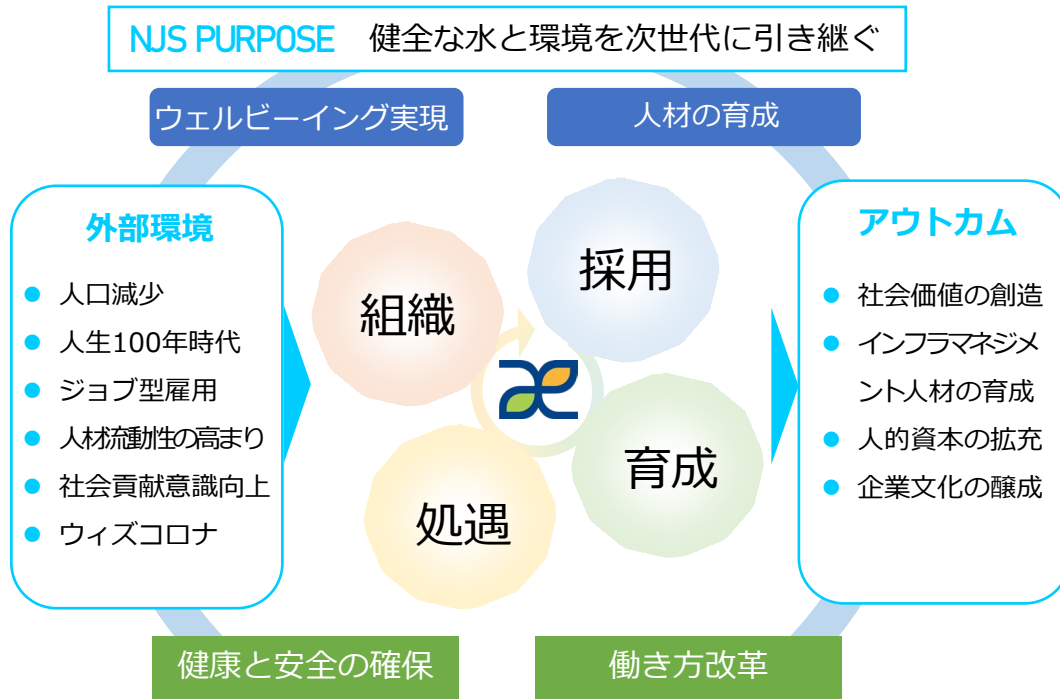 NJS PURPOSE 健全な水と環境を次世代に引き継ぐ
ウェルビーイング実現
人材の育成
外部環境
人口減少
人生100年時代
ジョブ型雇用
人材流動性の高まり
社会貢献意識向上
ウィズコロナ
組織
採用
処遇
育成
アウトカム
社会価値の創造
インフラマネジメ
ント人材の育成
人的資本の拡充
企業文化の醸成
健康と安全の確保
働き方改革